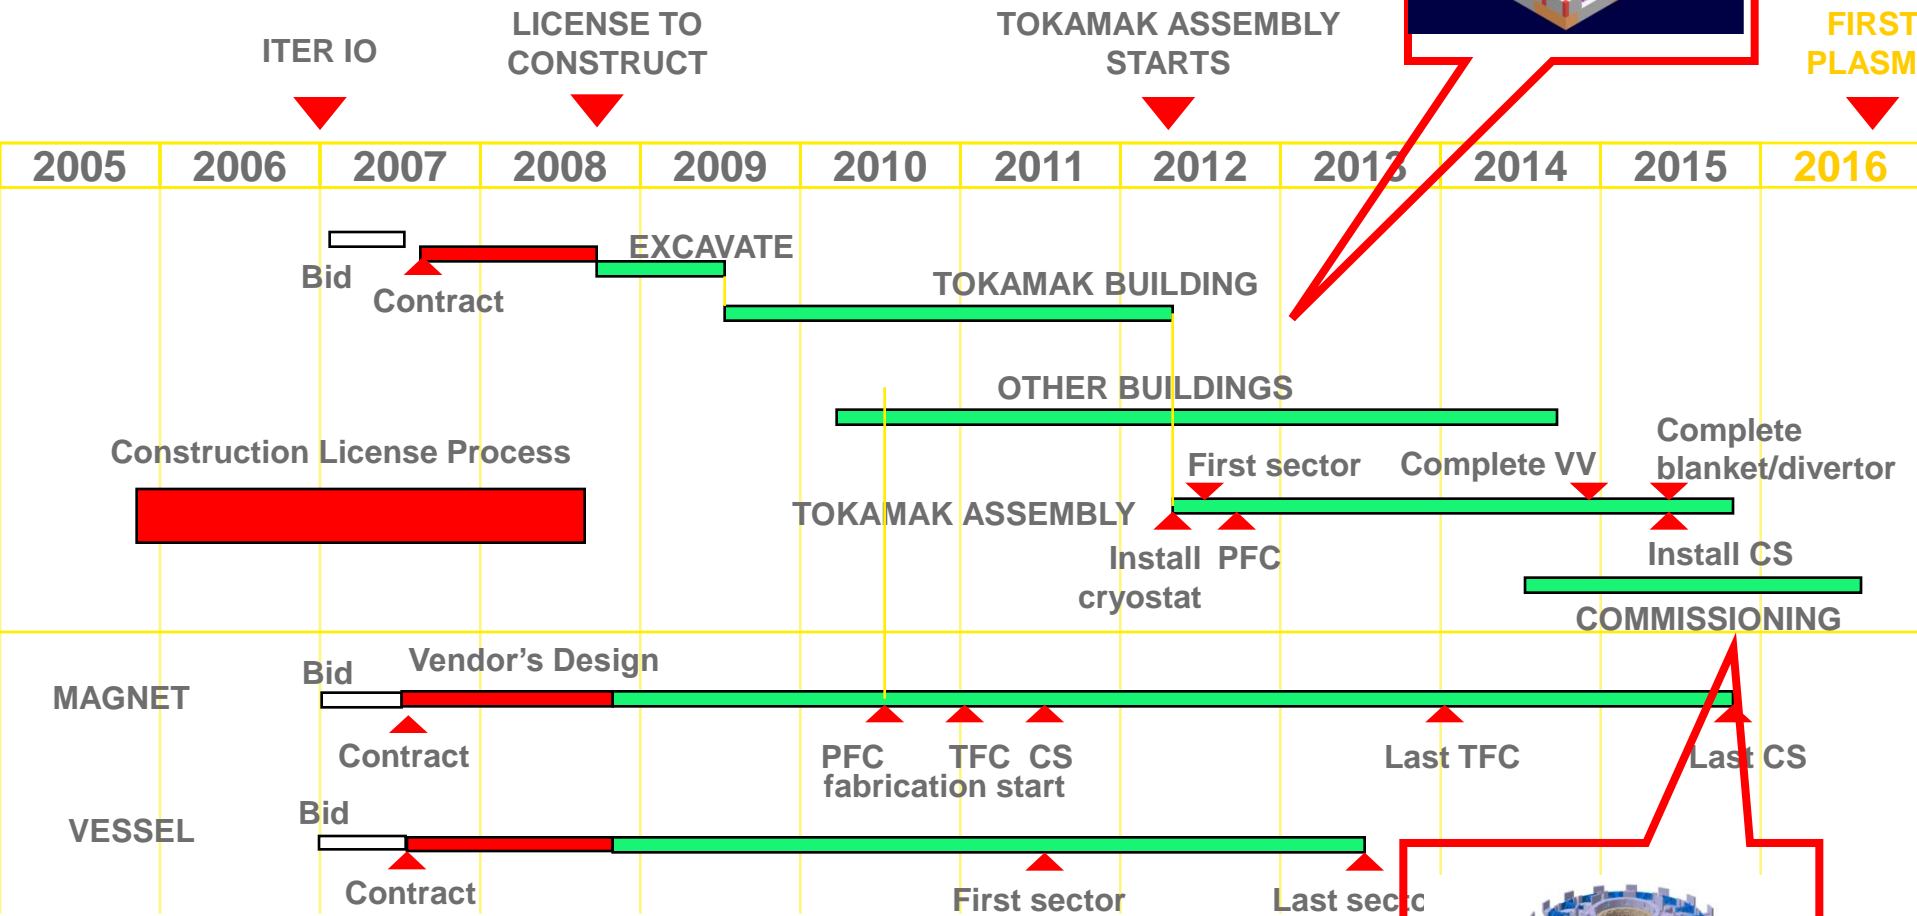 LICENSE TO
CONSTRUCT
TOKAMAK ASSEMBLY
STARTS
FIRST
PLASM
ITER IO
2005 2006 2007 2008 2009 2010 2011 2012 2013 2014 2015 2016
EXCAVATE
Bid
Contract
TOKAMAK BUILDING
OTHER BUILDINGS
Construction License Process
First sector
Complete VV
Complete
blanket/divertor
TOKAMAK ASSEMBLY
Install
cryostat
PFC
Install CS
COMMISSIONING
MAGNET
Bid
Vendor’s Design
Contract
PFC TFC CS
fabrication start
Last TFC
Last CS
VESSEL
Bid
Contract
First sector
Last secto